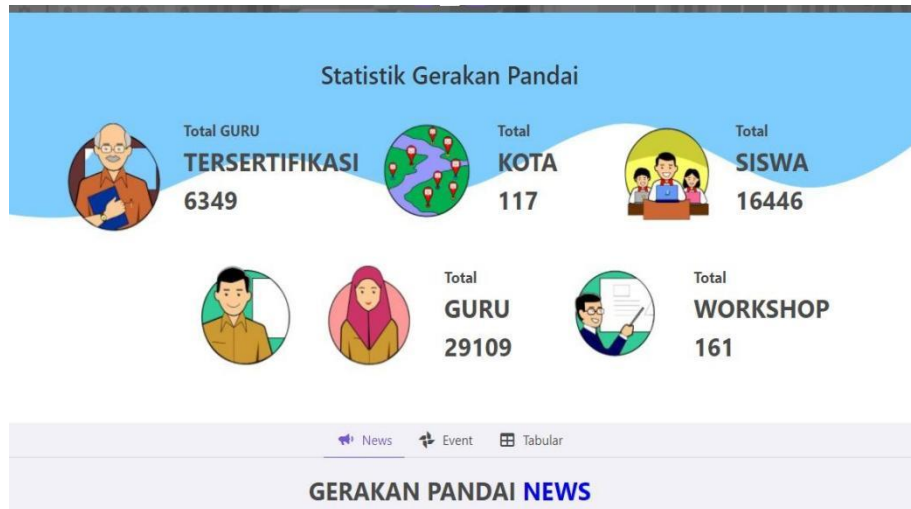 Statistik Gerakan Pandai
Total GURU
TERSERTIFIKASI
6349
Total
KOTA
117
Total
SISWA
16446
Total
GURU
29109
Total
WORKSHOP
161
News Event Tabular
GERAKAN PANDAI NEWS